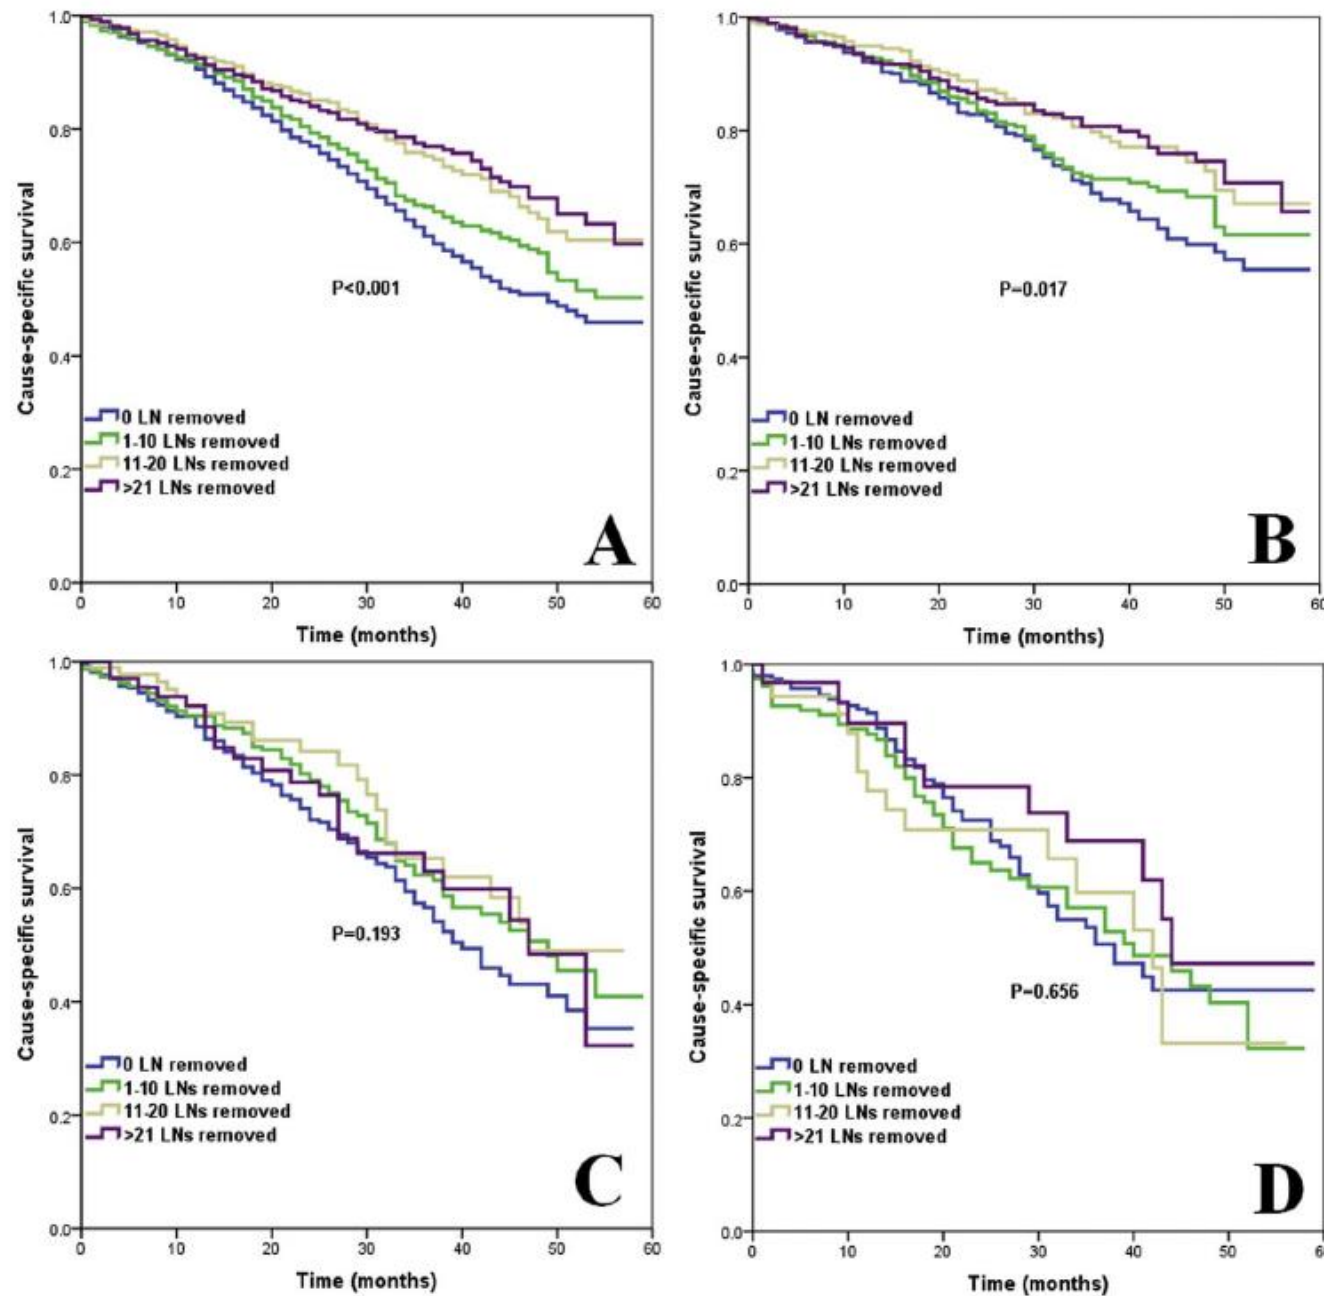 1.0
0.8
0.6
0.4
0.2
0.0
Cause-specific survival
P<0.001
0 LN removed
1-10 LNs removed
11-20 LNs removed
>21 LNs removed
A
0 10 20 30 40 50 60
Time (months)
1.0
0.8
0.6
0.4
0.2
0.0
Cause-specific survival
P=0.017
0 LN removed
1-10 LNs removed
11-20 LNs removed
>21 LNs removed
B
0 10 20 30 40 50 60
Time (months)
1.0
0.8
0.6
0.4
0.2
0.0
Cause-specific survival
P=0.193
0 LN removed
1-10 LNs removed
11-20 LNs removed
>21 LNs removed
C
0 10 20 30 40 50 60
Time (months)
1.0
0.8
0.6
0.4
0.2
0.0
Cause-specific survival
P=0.656
0 LN removed
1-10 LNs removed
11-20 LNs removed
>21 LNs removed
D
0 10 20 30 40 50 60
Time (months)